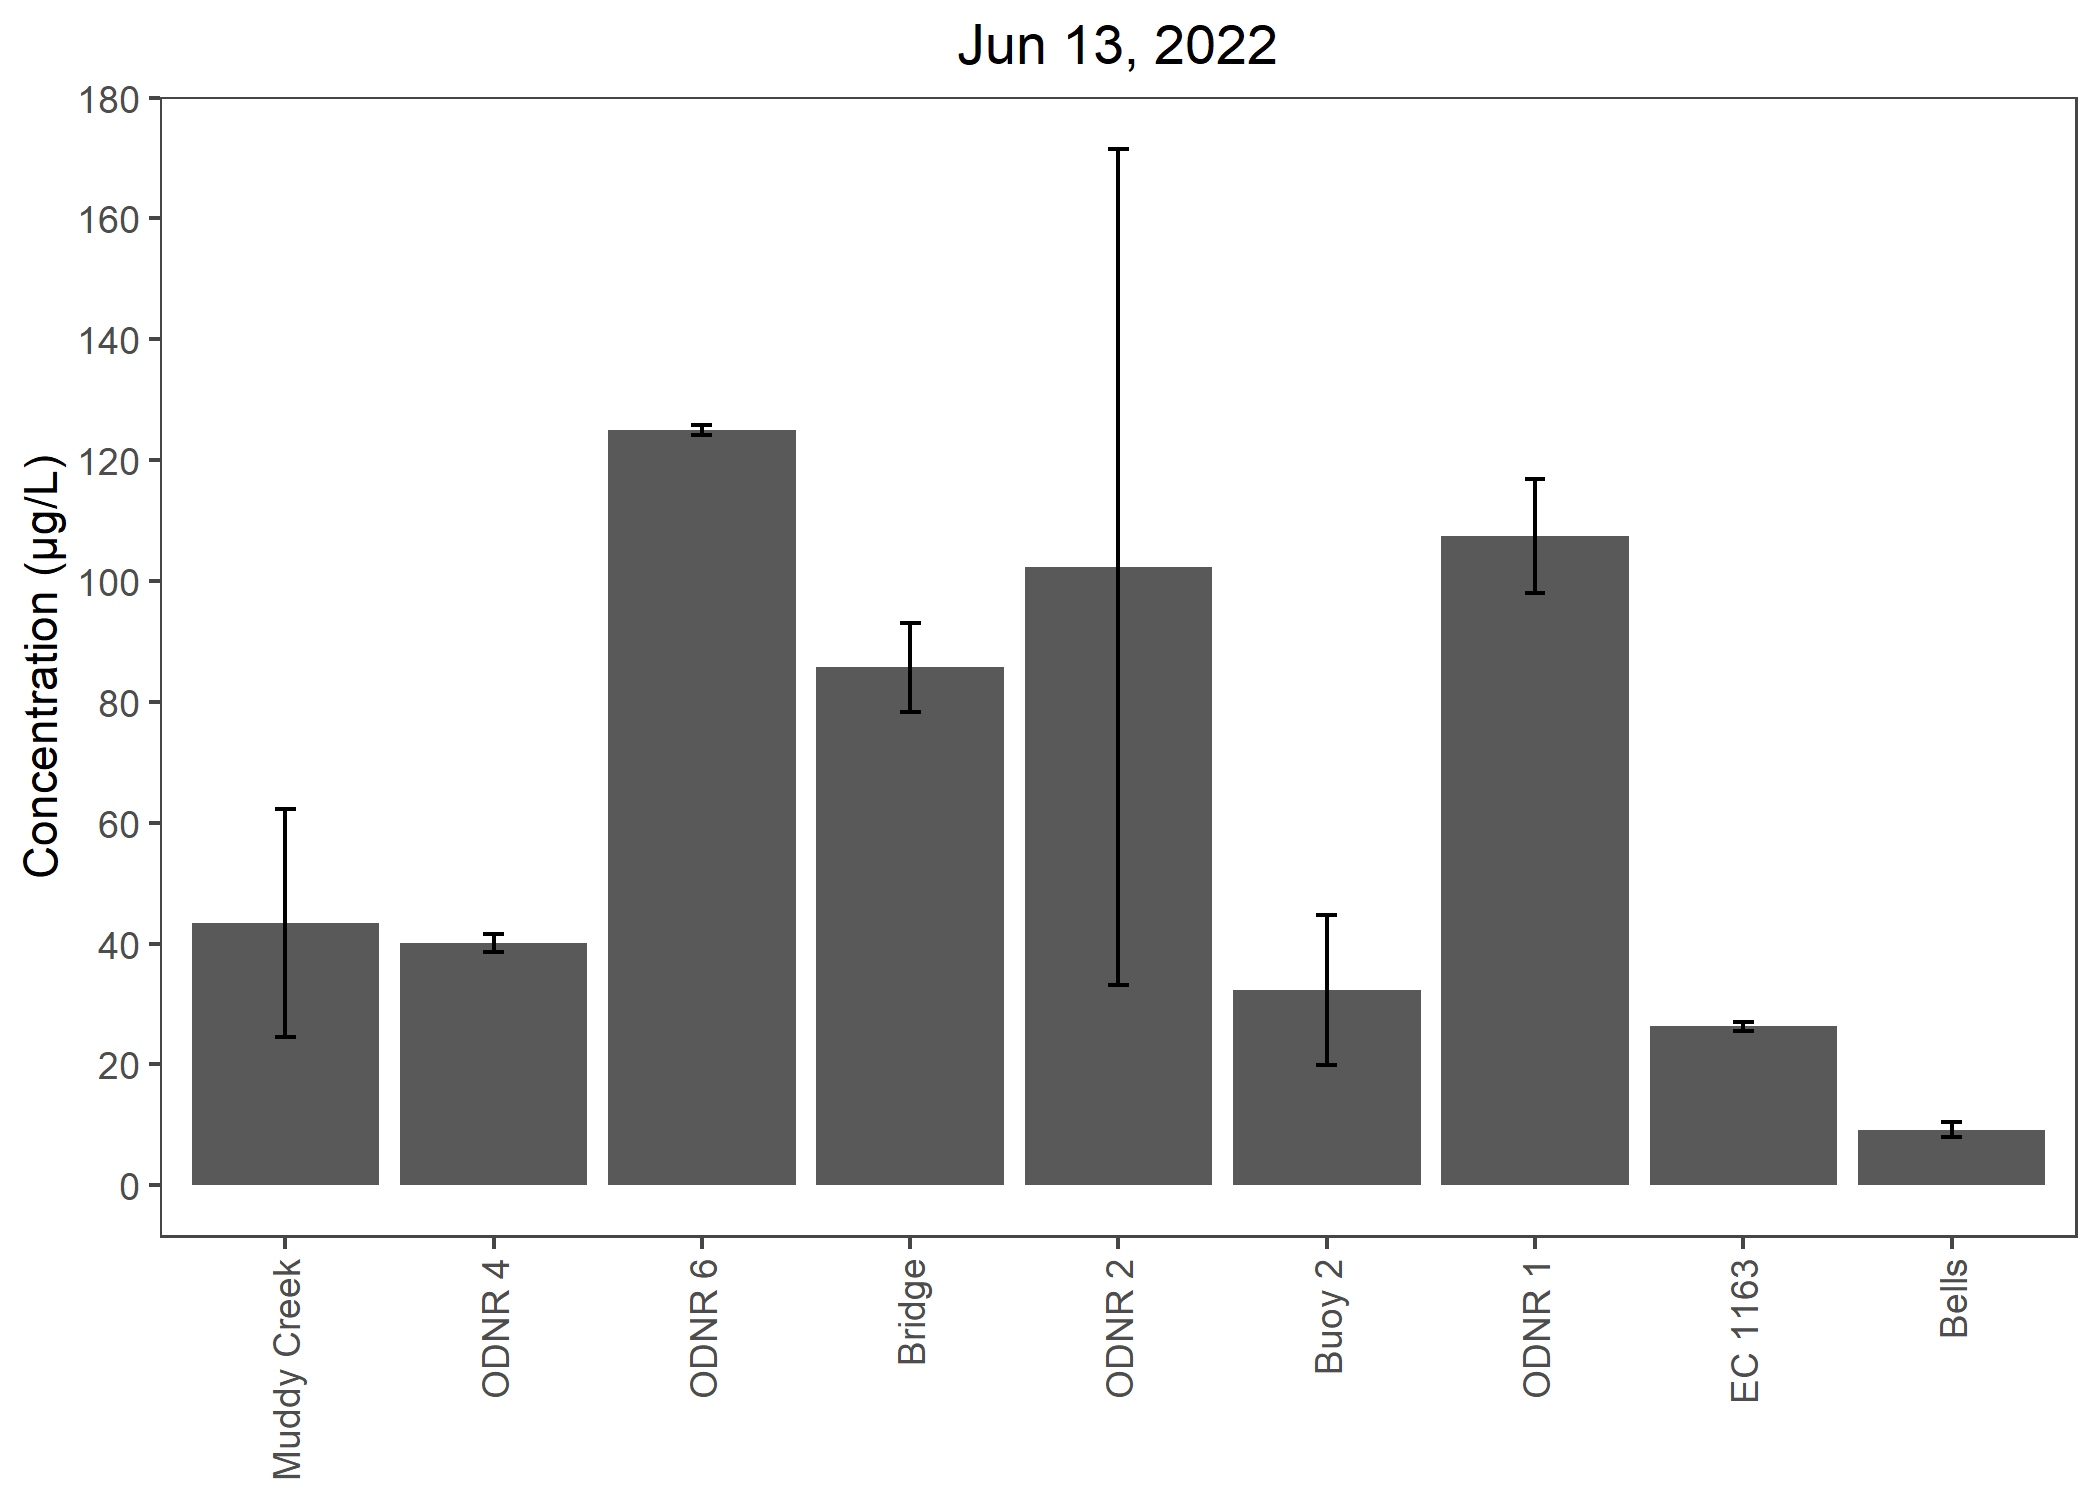 Jun 13, 2022
Concentration (µg/L)
180
160
140
120
100
80
60
40
20
0
Muddy Creek
ODNR 4
ODNR 6
Bridge
ODNR 2
Buoy 2
ODNR 1
EC 1163
Bells